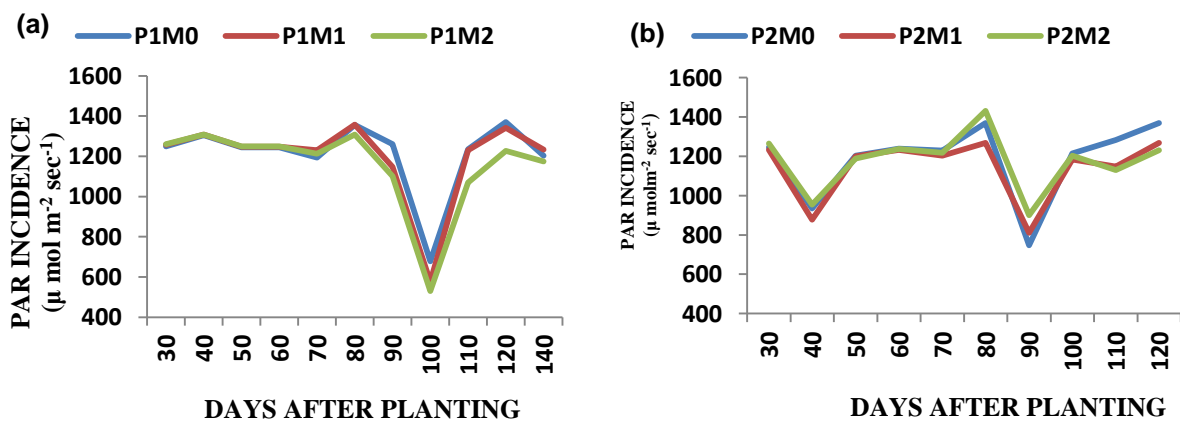 (a)
P1M0 P1M1 P1M2
PAR INCIDENCE
(µ mol m⁻² sec⁻¹)
1600
1400
1200
1000
800
600
400
30 40 50 60 70 80 90 100 110 120 140
DAYS AFTER PLANTING
(b)
P2M0 P2M1 P2M2
PAR INCIDENCE
(µ molm⁻² sec⁻¹)
1600
1400
1200
1000
800
600
400
30 40 50 60 70 80 90 100 110 120
DAYS AFTER PLANTING